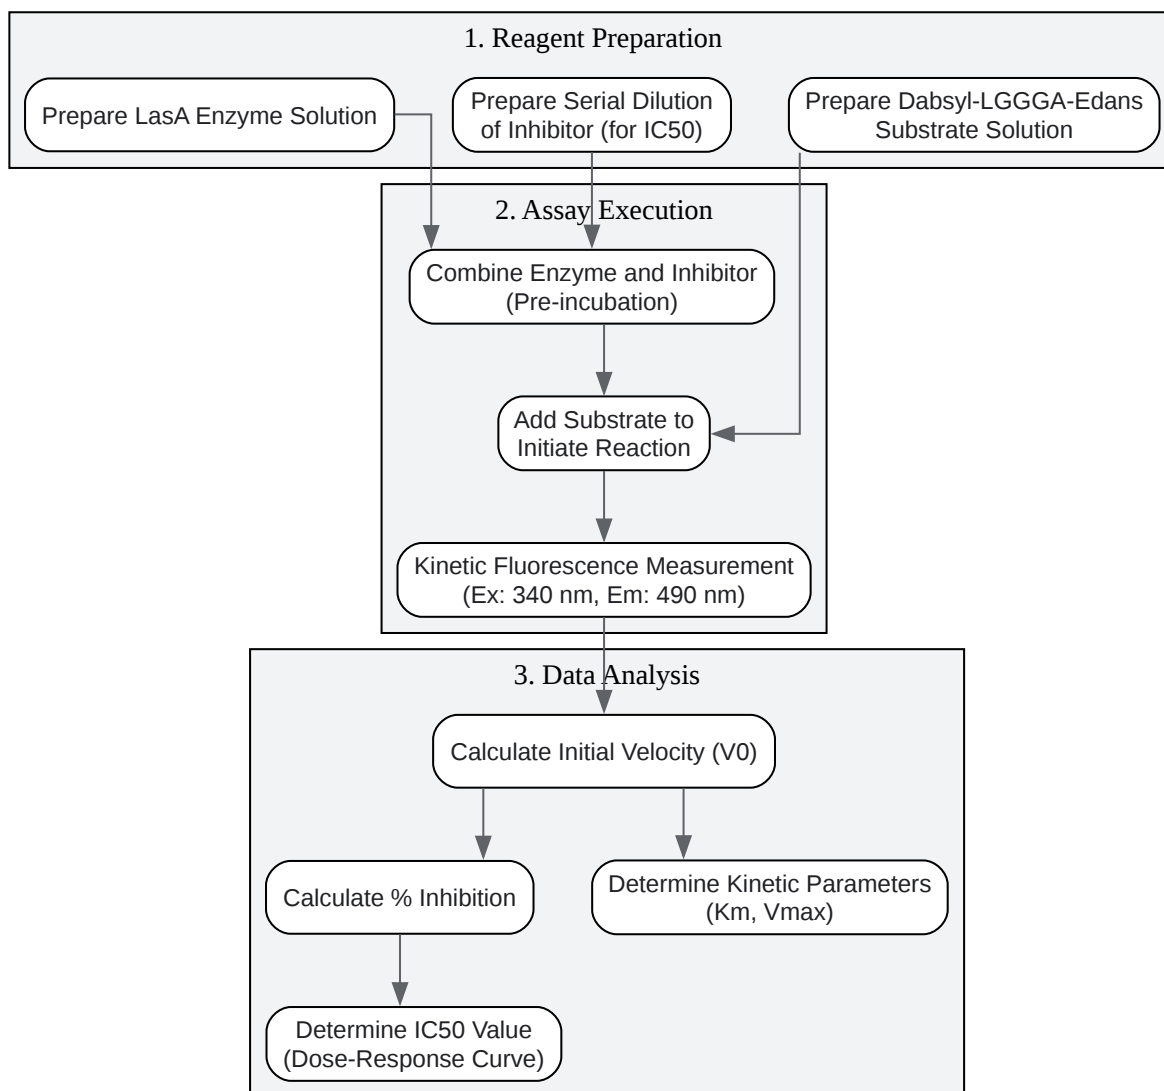 1. Reagent Preparation
Prepare LasA Enzyme Solution
Prepare Serial Dilution
of Inhibitor (for IC50)
Prepare Dabsyl-LGGGA-Edans
Substrate Solution
2. Assay Execution
Combine Enzyme and Inhibitor
(Pre-incubation)
Add Substrate to
Initiate Reaction
Kinetic Fluorescence Measurement
(Ex: 340 nm, Em: 490 nm)
3. Data Analysis
Calculate Initial Velocity (V0)
Calculate % Inhibition
Determine Kinetic Parameters
(Km, Vmax)
Determine IC50 Value
(Dose-Response Curve)